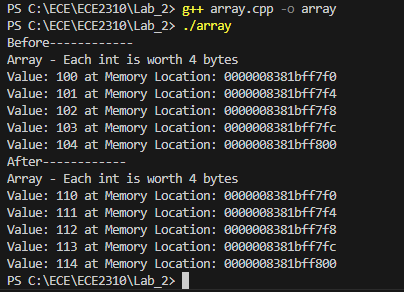 PS C:\ECE\ECE2310\Lab_2> g++ array.cpp -o array
PS C:\ECE\ECE2310\Lab_2> ./array
Before------------
Array - Each int is worth 4 bytes
Value: 100 at Memory Location: 0000008381bff7f0
Value: 101 at Memory Location: 0000008381bff7f4
Value: 102 at Memory Location: 0000008381bff7f8
Value: 103 at Memory Location: 0000008381bff7fc
Value: 104 at Memory Location: 0000008381bff800
After------------
Array - Each int is worth 4 bytes
Value: 110 at Memory Location: 0000008381bff7f0
Value: 111 at Memory Location: 0000008381bff7f4
Value: 112 at Memory Location: 0000008381bff7f8
Value: 113 at Memory Location: 0000008381bff7fc
Value: 114 at Memory Location: 0000008381bff800
PS C:\ECE\ECE2310\Lab_2>